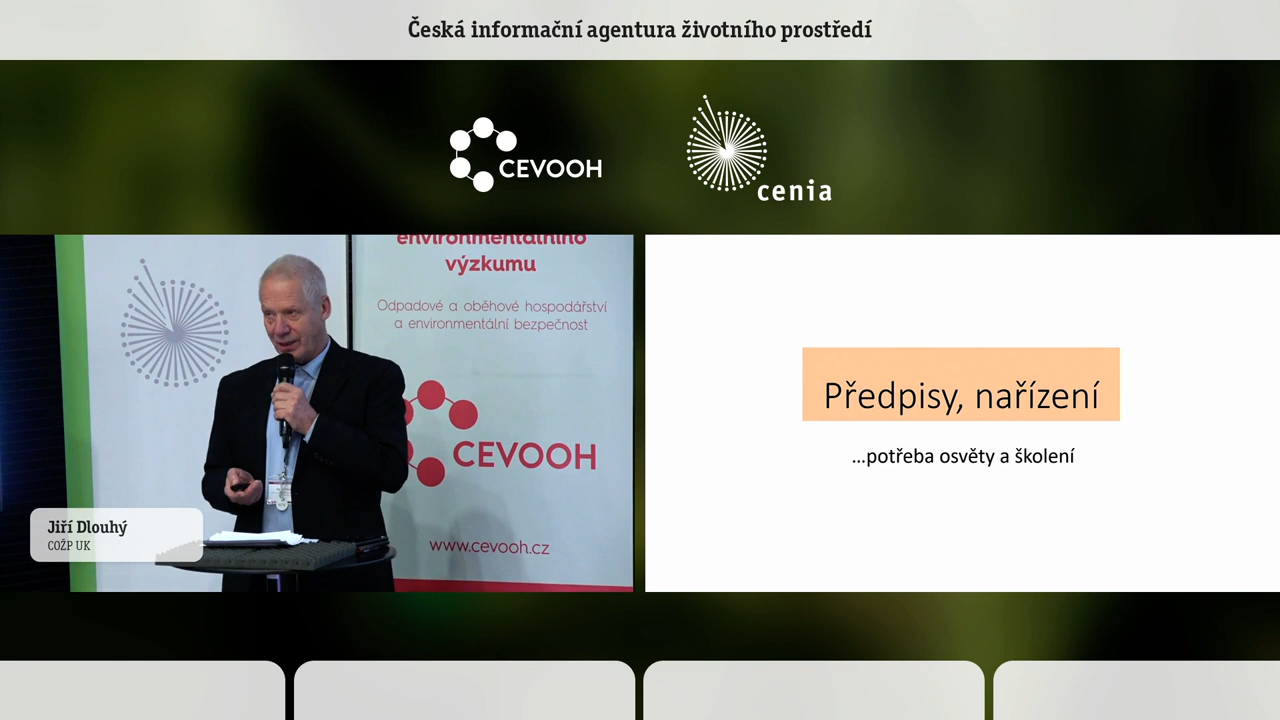 Česká informační agentura životního prostředí
CEVOOH
cenia
environmentálního
výzkumu
Odpadové a oběhové hospodářství
a environmentální bezpečnost
CEVOOH
www.cevooh.cz
Jiří Dlouhý
COŽP UK
Předpisy, nařízení
...potřeba osvěty a školení